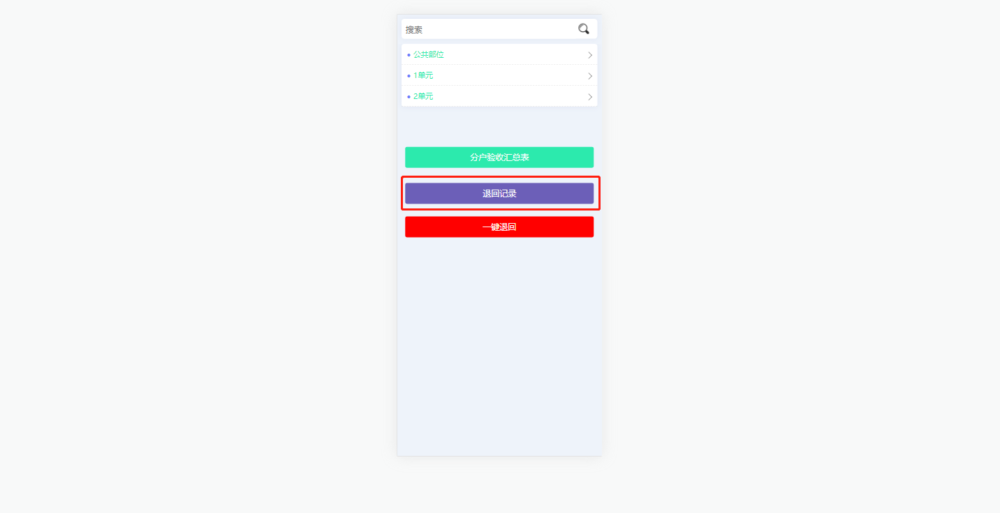 搜索
公共部位
1单元
2单元
分户验收汇总表
退回记录
一键退回